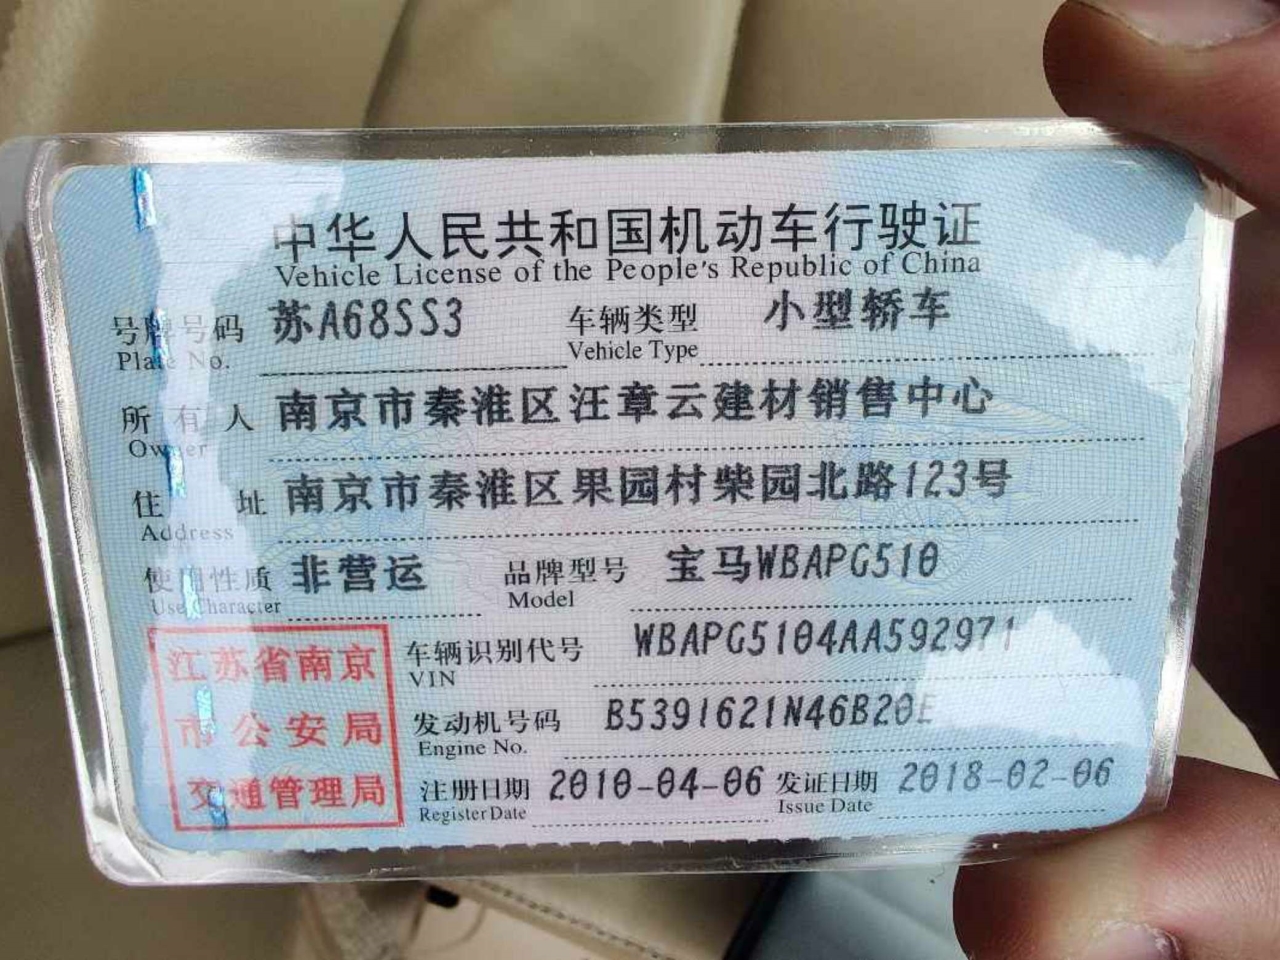 中华人民共和国机动车行驶证
Vehicle License of the People's Republic of China
号牌号码 苏A68SS3 车辆类型 小型轿车
Plate No. Vehicle Type
所有人 南京市秦淮区汪章云建材销售中心
Owner
住址 南京市秦淮区果园村柴园北路123号
Address
使用性质 非营运 品牌型号 宝马WBAPG510
Use Character Model
江苏省南京
市公安局
交通管理局
车辆识别代号 WBAPG5104AA592971
VIN
发动机号码 B5391621N46B20E
Engine No.
注册日期 2010-04-06 发证日期 2018-02-06
Register Date Issue Date